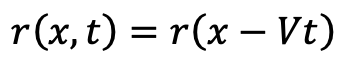 r(x, t) = r(x − Vt)